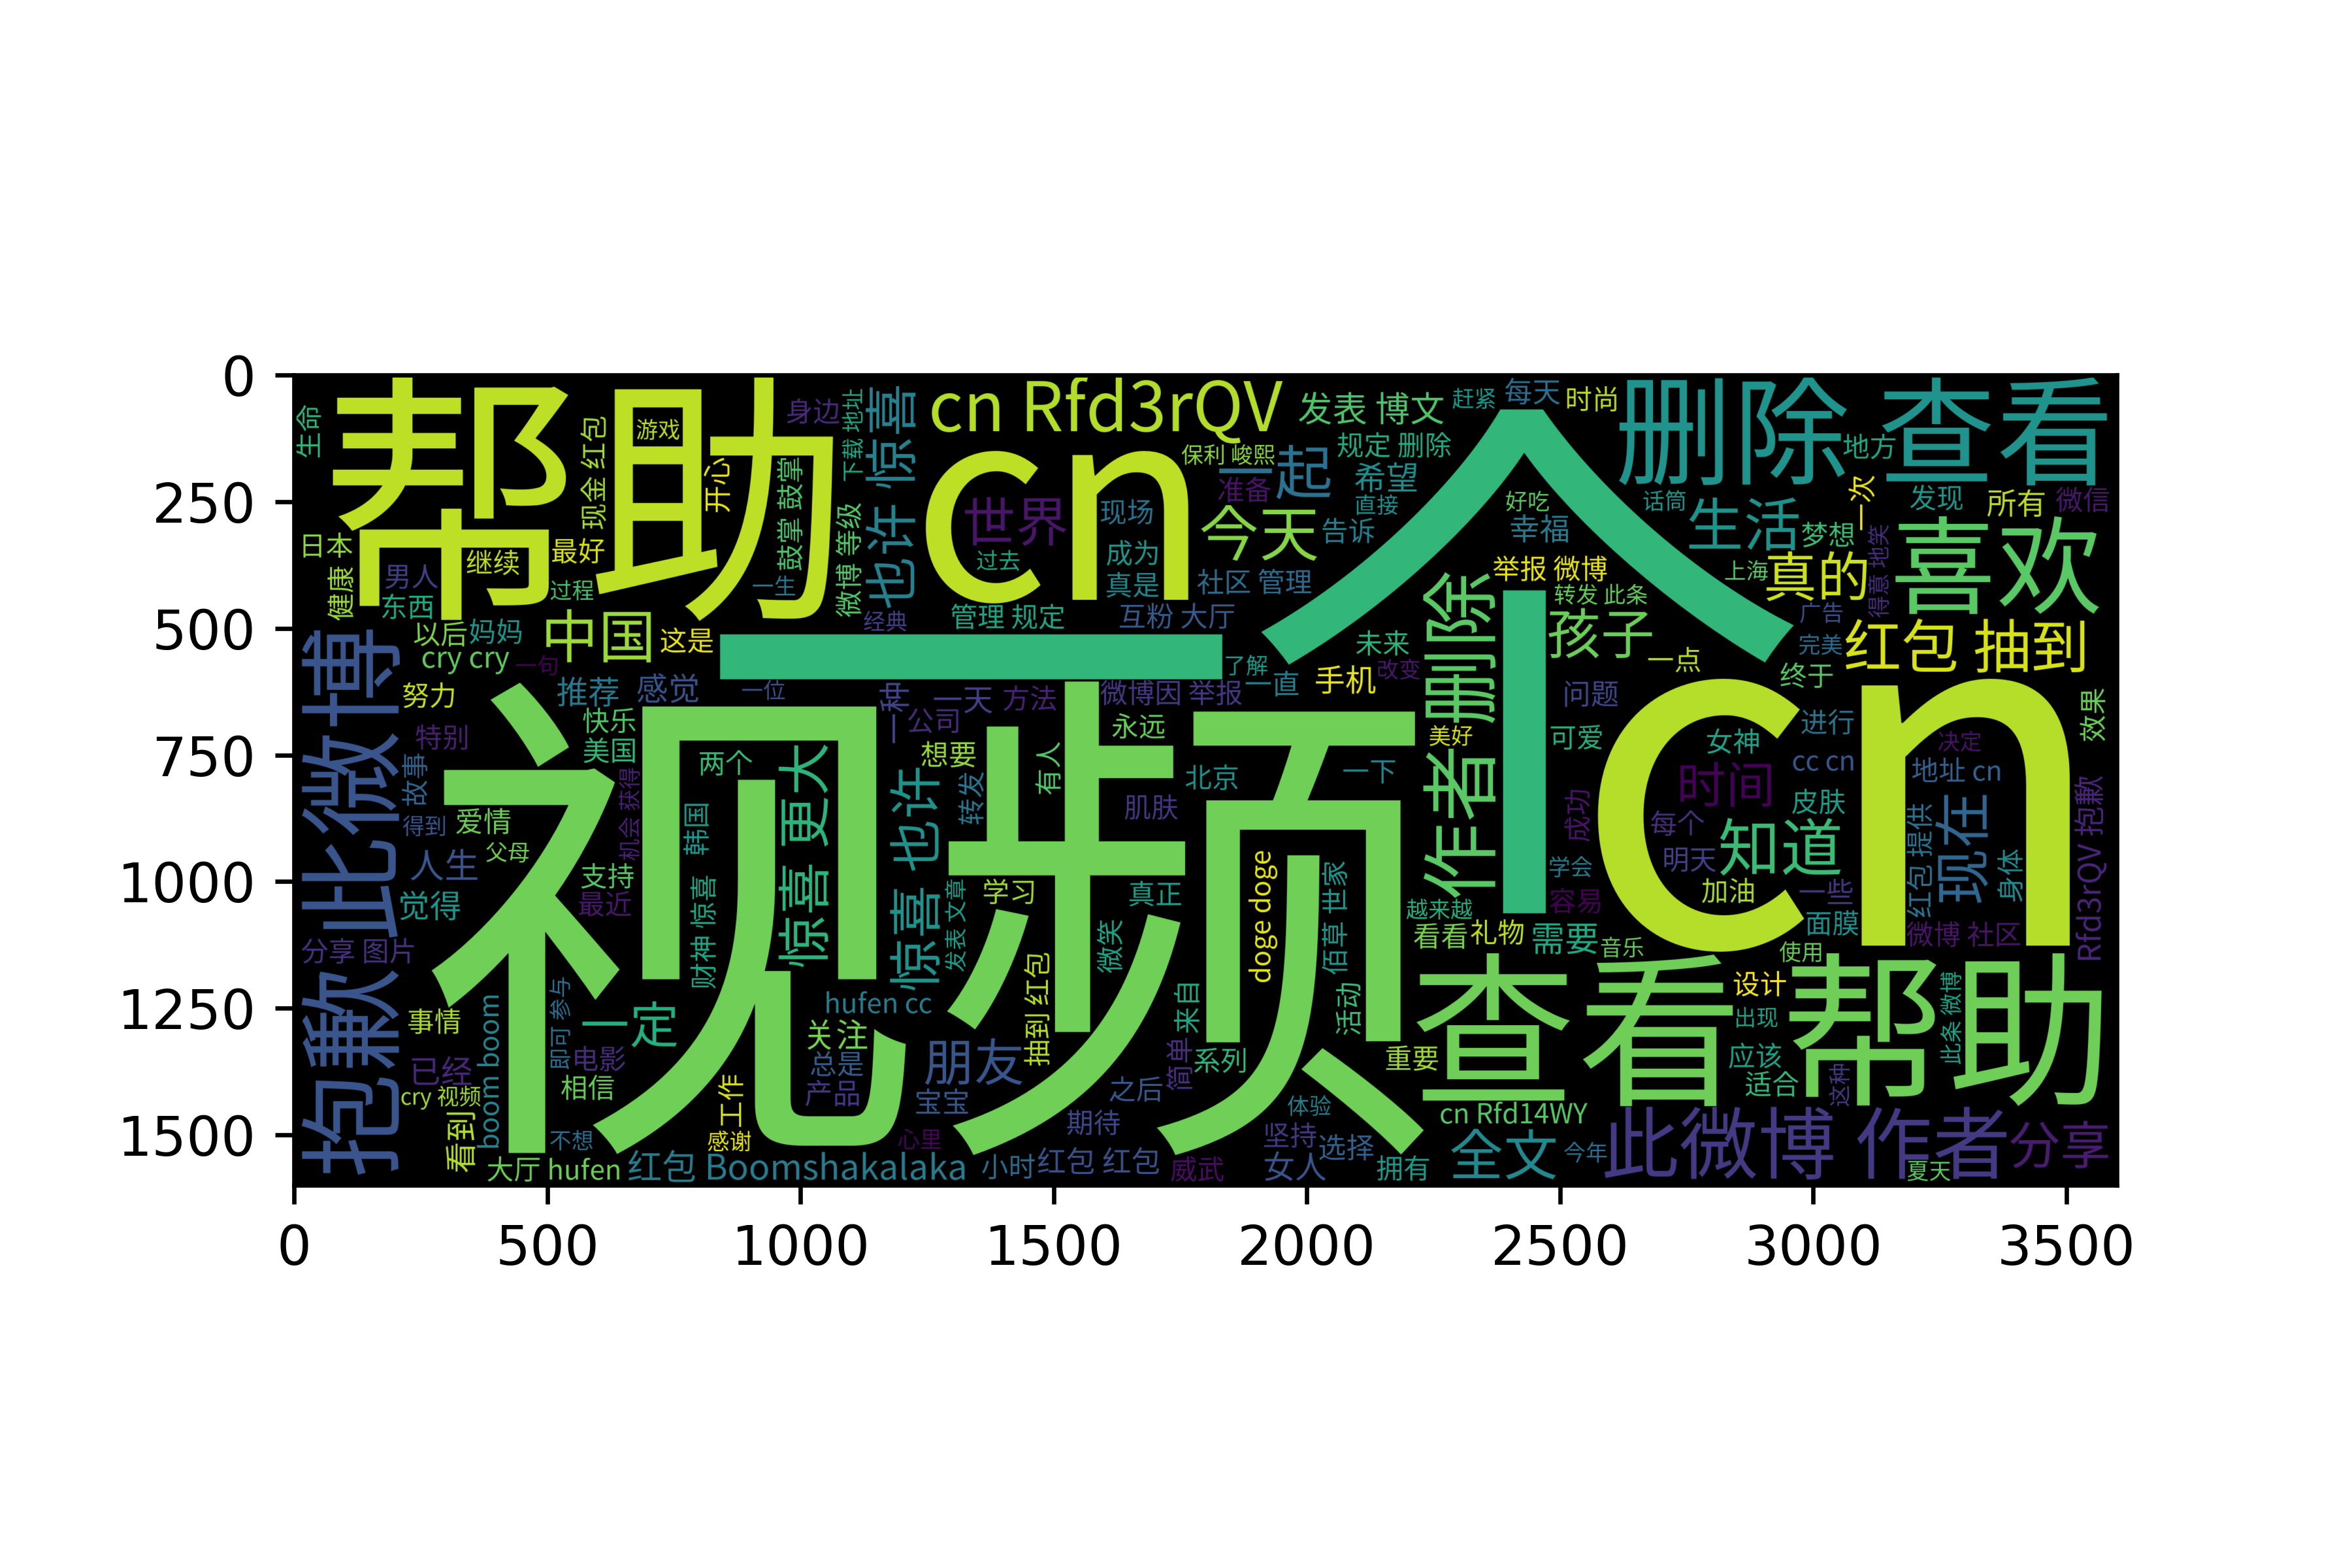 0
250
500
750
1000
1250
1500
0
500
1000
1500
2000
2500
3000
3500
帮助 cn
一个
视频
cn
删除 查看
查看 帮助
喜欢
抱歉 此微博
作者 删除
此微博 作者
cn Rfd3rQV
红包 抽到
也许 惊喜
惊喜 也许
惊喜 更大
发表 博文
赶紧
每天
时尚
地方
生命
现金 红包
游戏
开心
身边
下载 地址
鼓掌 鼓掌
微博 等级
保利 峻熙
规定 删除
一起
希望
准备
直接
今天
告诉
世界
现场
过去
成为
真是
社区 管理
管理 规定
互粉 大厅
好吃
幸福
举报 微博
转发 此条
话筒
生活
上海
真的
梦想
一次
发现
所有
微信
得意 地笑
广告
完美
日本
健康
男人
东西
继续
最好
过程
一生
经典
以后
妈妈
cry cry
一句
中国
这是
努力
推荐
感觉
一位
一天
方法
微博因 举报
了解
一直
未来
手机
改变
孩子
一点
终于
问题
特别
快乐
美国
公司
永远
想要
有人
两个
北京
一下
美好
可爱
女神
进行
cc cn
决定
地址 cn
效果
故事
得到
爱情
父母
机会 获得
韩国
转发
肌肤
时间
皮肤
成功
每个
知道
明天
现在
红包 提供
身体
Rfd3rQV 抱歉
人生
觉得
支持
最近
财神 惊喜
学习
真正
发表 文章
微笑
doge doge
佰草 世家
学会
容易
越来越
加油
一些
面膜
微博 社区
看看
礼物
需要
音乐
使用
分享 图片
事情
boom boom
即可 参与
一定
hufen cc
关注
抽到 红包
来自
活动
设计
出现
此条 微博
已经
电影
总是
朋友
简单
系列
重要
应该
适合
这种
cry 视频
相信
工作
产品
宝宝
之后
体验
cn Rfd14WY
看到
不想
感谢
心里
期待
坚持
选择
全文
今年
分享
大厅 hufen
红包 Boomshakalaka
小时
红包 红包
威武
女人
拥有
夏天